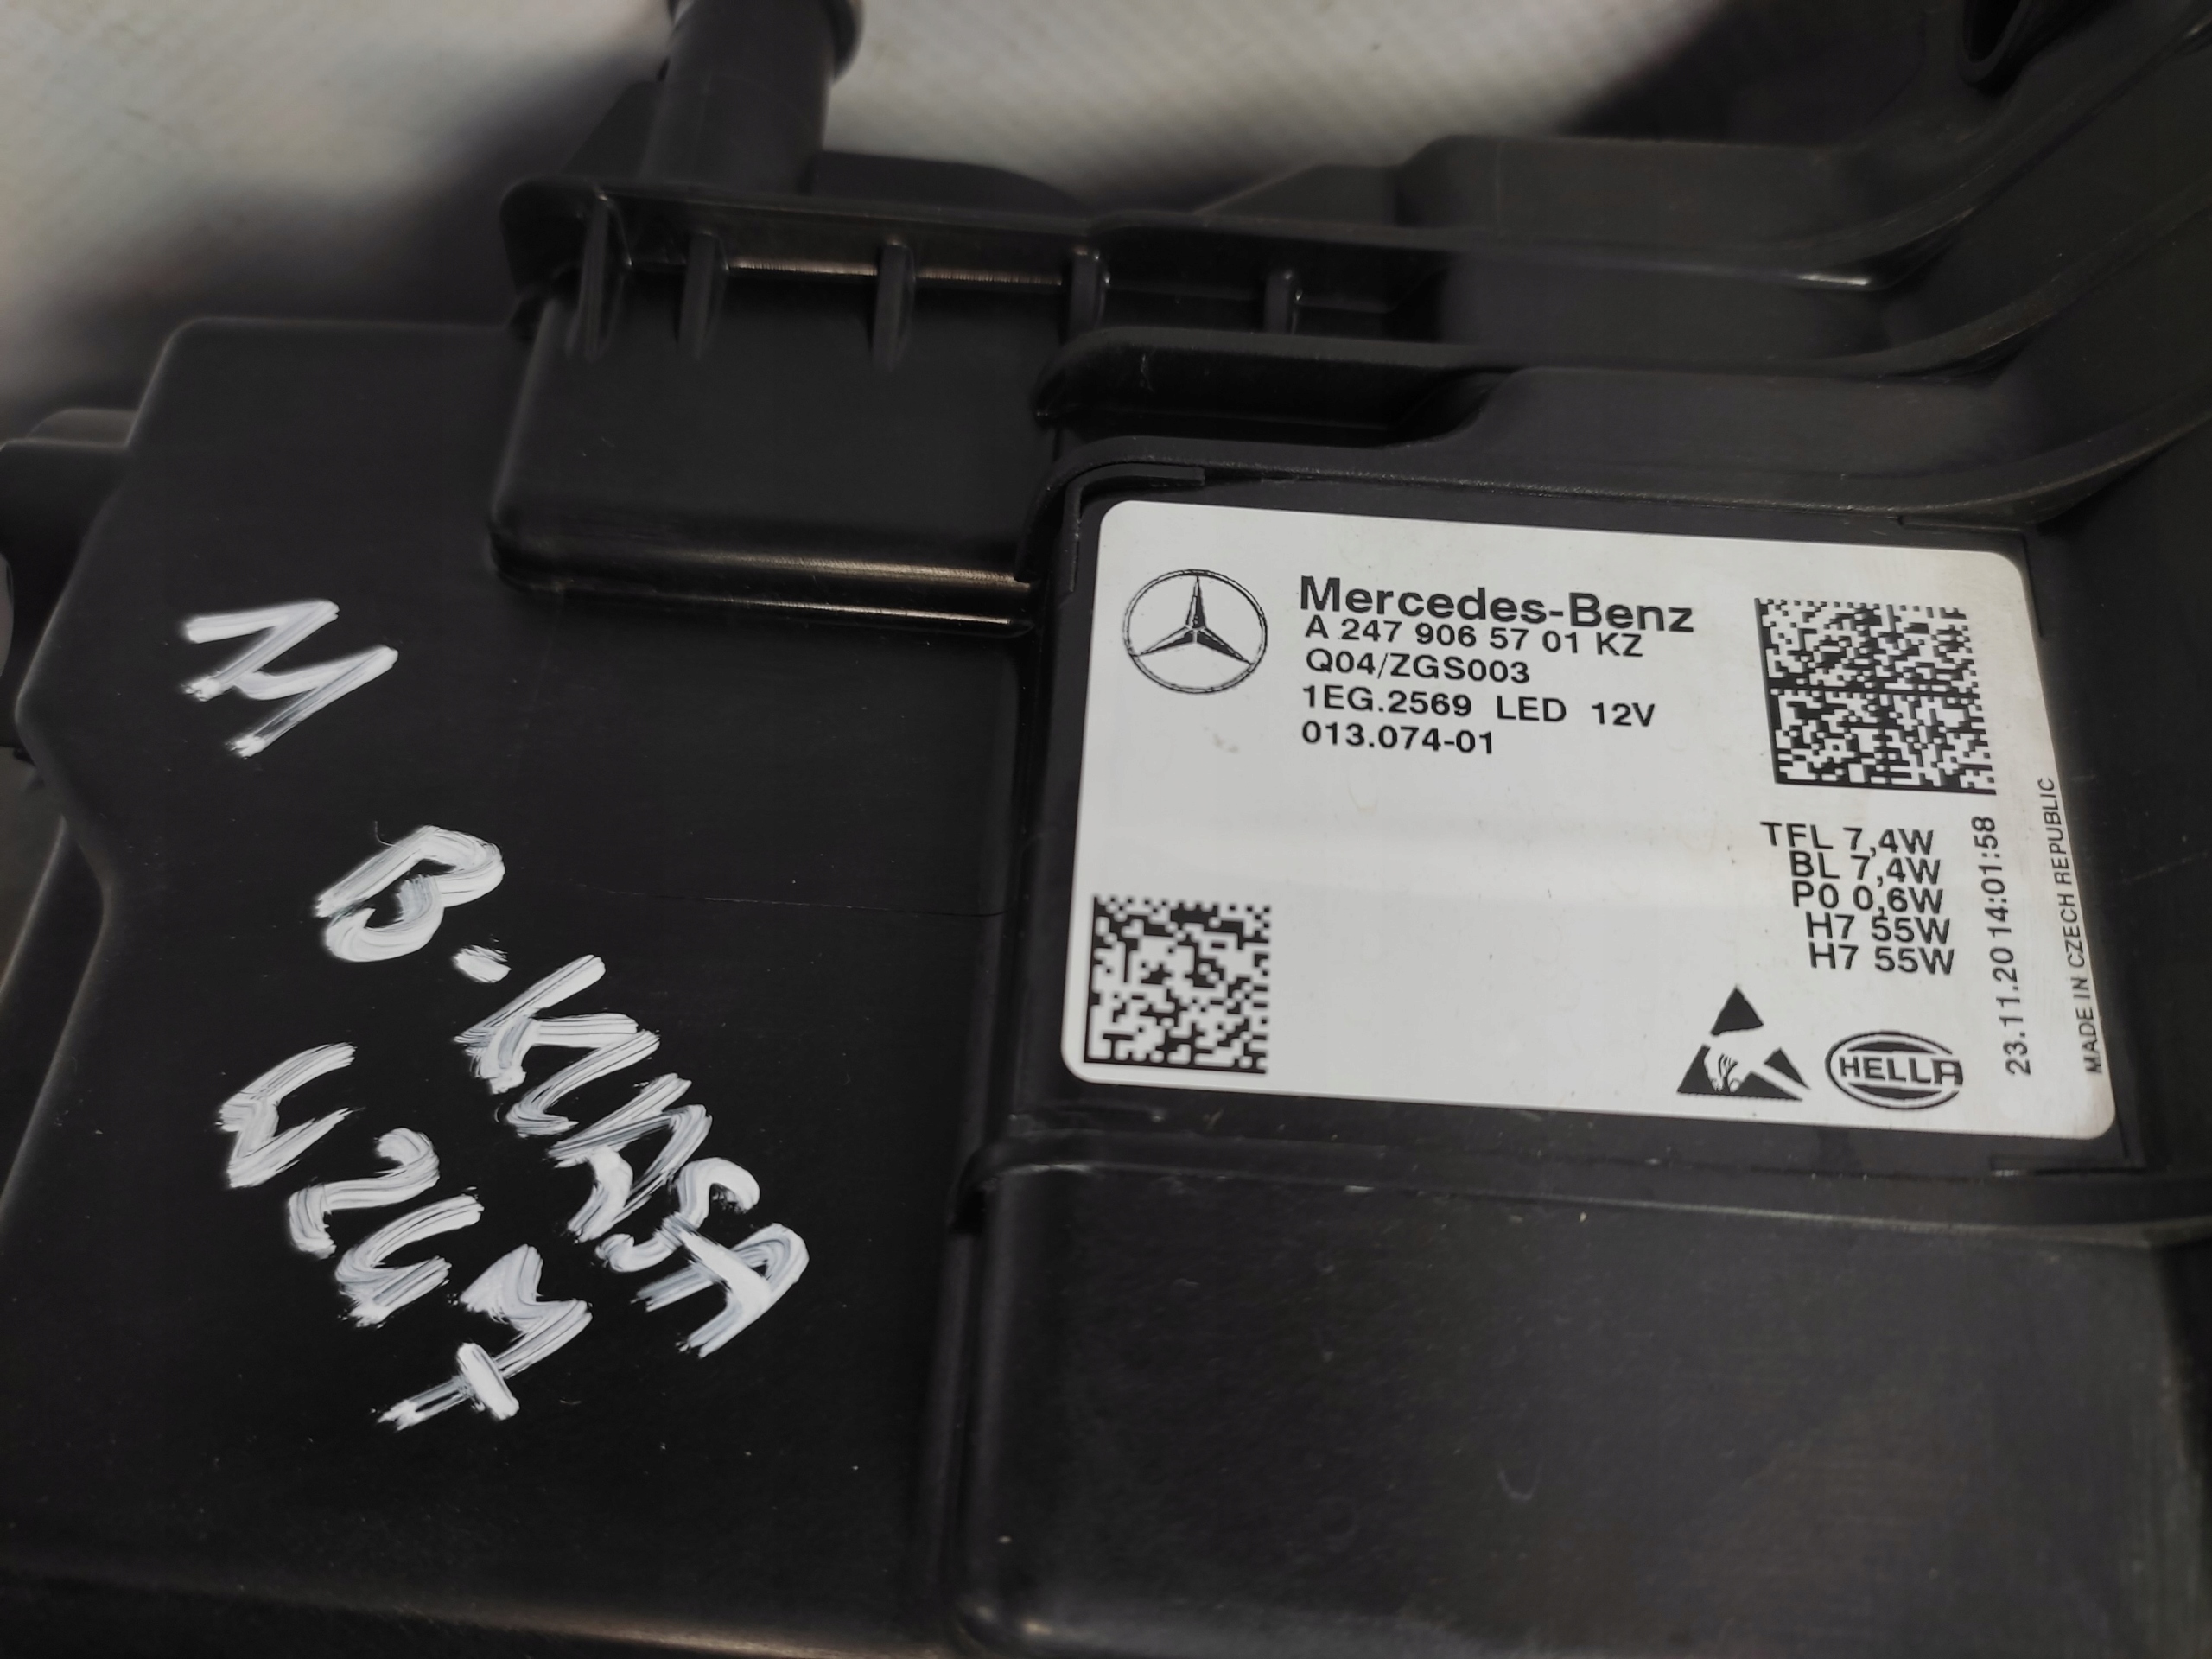 M
B-KLASA
W247
Mercedes-Benz
A 247 906 57 01 KZ
Q04/ZGS003
1EG.2569 LED 12V
013.074-01
TFL 7,4W
BL 7,4W
PO 0,6W
H7 55W
H7 55W
HELLA
23.11.20 14:01:58
MADE IN CZECH REPUBLIC